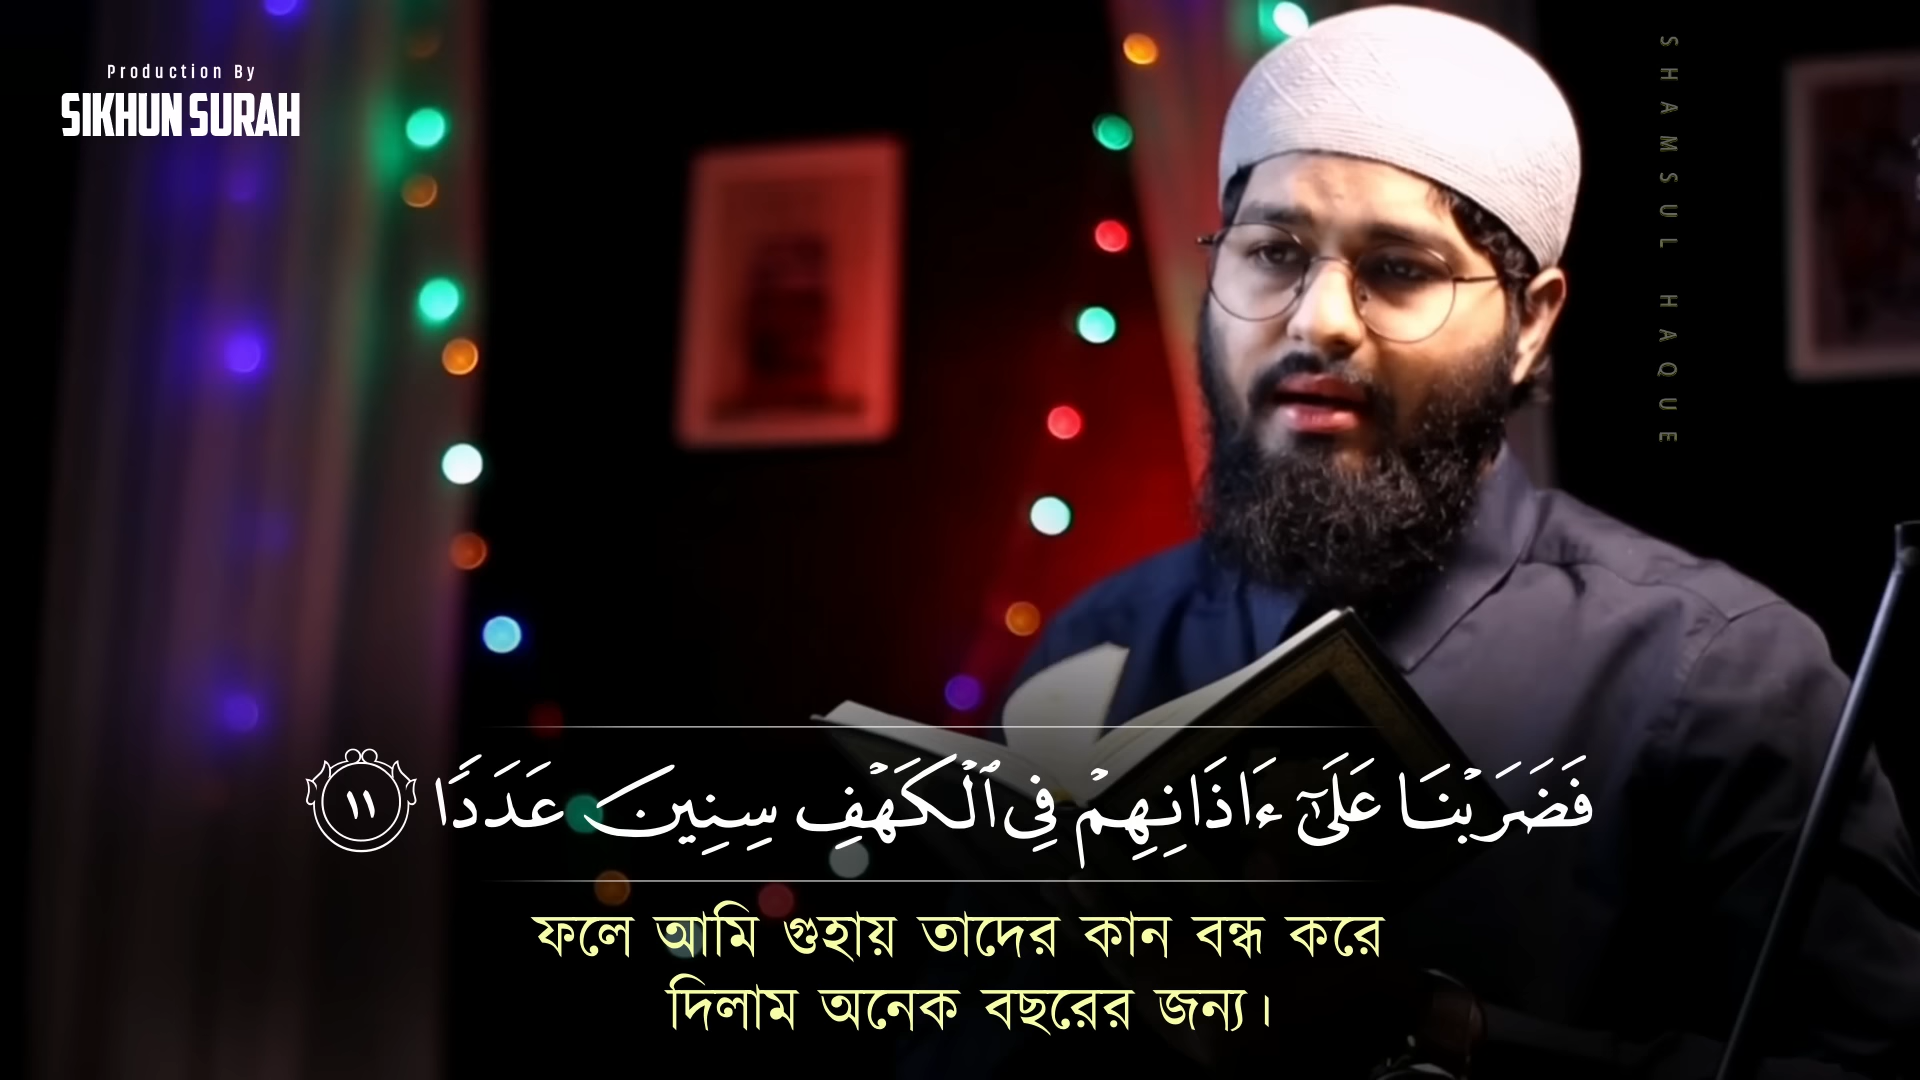 Production By
SIKHUN SURAH
SHAMSUL HAQUE
فَضَرَبْنَا عَلَىٰٓ ءَاذَانِهِمْ فِى ٱلْكَهْفِ سِنِينَ عَدَدًا ١١
ফলে আমি গুহায় তাদের কান বন্ধ করে
দিলাম অনেক বছরের জন্য।